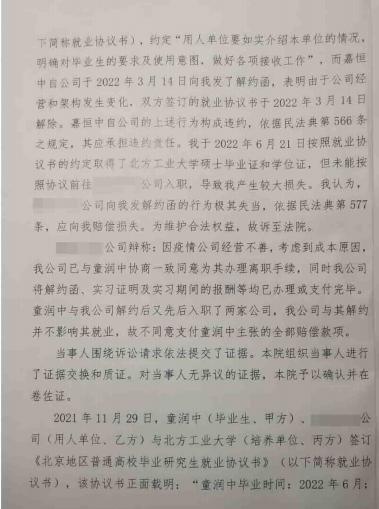 下简称就业协议书），约定“用人单位要如实介绍本单位的情况，
明确对毕业生的要求及使用意图，做好各项接收工作”，而嘉恒
中自公司于 2022 年 3 月 14 日向我发了解约函，表明由于公司经
营和架构发生变化，双方签订的就业协议书于 2022 年 3 月 14 日
解除。嘉恒中自公司的上述行为构成违约，依据民法典第 566 条
之规定，其应承担违约责任。我于 2022 年 6 月 21 日按照就业协
议书的约定取得了北方工业大学硕士毕业证和学位证，但未能按
照协议前往 公司入职，导致我产生较大损失。我认为，
公司向我发解约函的行为极其失当，依据民法典第 577
条，应向我赔偿损失。为维护合法权益，故诉至法院。
公司辩称：因疫情公司经营不善，考虑到成本原因，
我公司已与童润中协商一致同意为其办理离职手续，同时我公司
将解约函、实习证明及实习期间的报酬等均已办理或支付完毕。
童润中与我公司解约后又先后入职了两家公司，我公司与其解约
并不影响其就业，故不同意支付童润中主张的全部赔偿款项。
当事人围绕诉讼请求依法提交了证据。本院组织当事人进行
了证据交换和质证。对当事人无异议的证据，本院予以确认并在
卷佐证。
2021 年 11 月 29 日，童润中（毕业生、甲方）、
司（用人单位、乙方）与北方工业大学（培养单位、丙方）签订
《北京地区普通高校毕业研究生就业协议书》（以下简称就业协
议书），该协议书正面载明：“童润中毕业时间：2022 年 6 月；